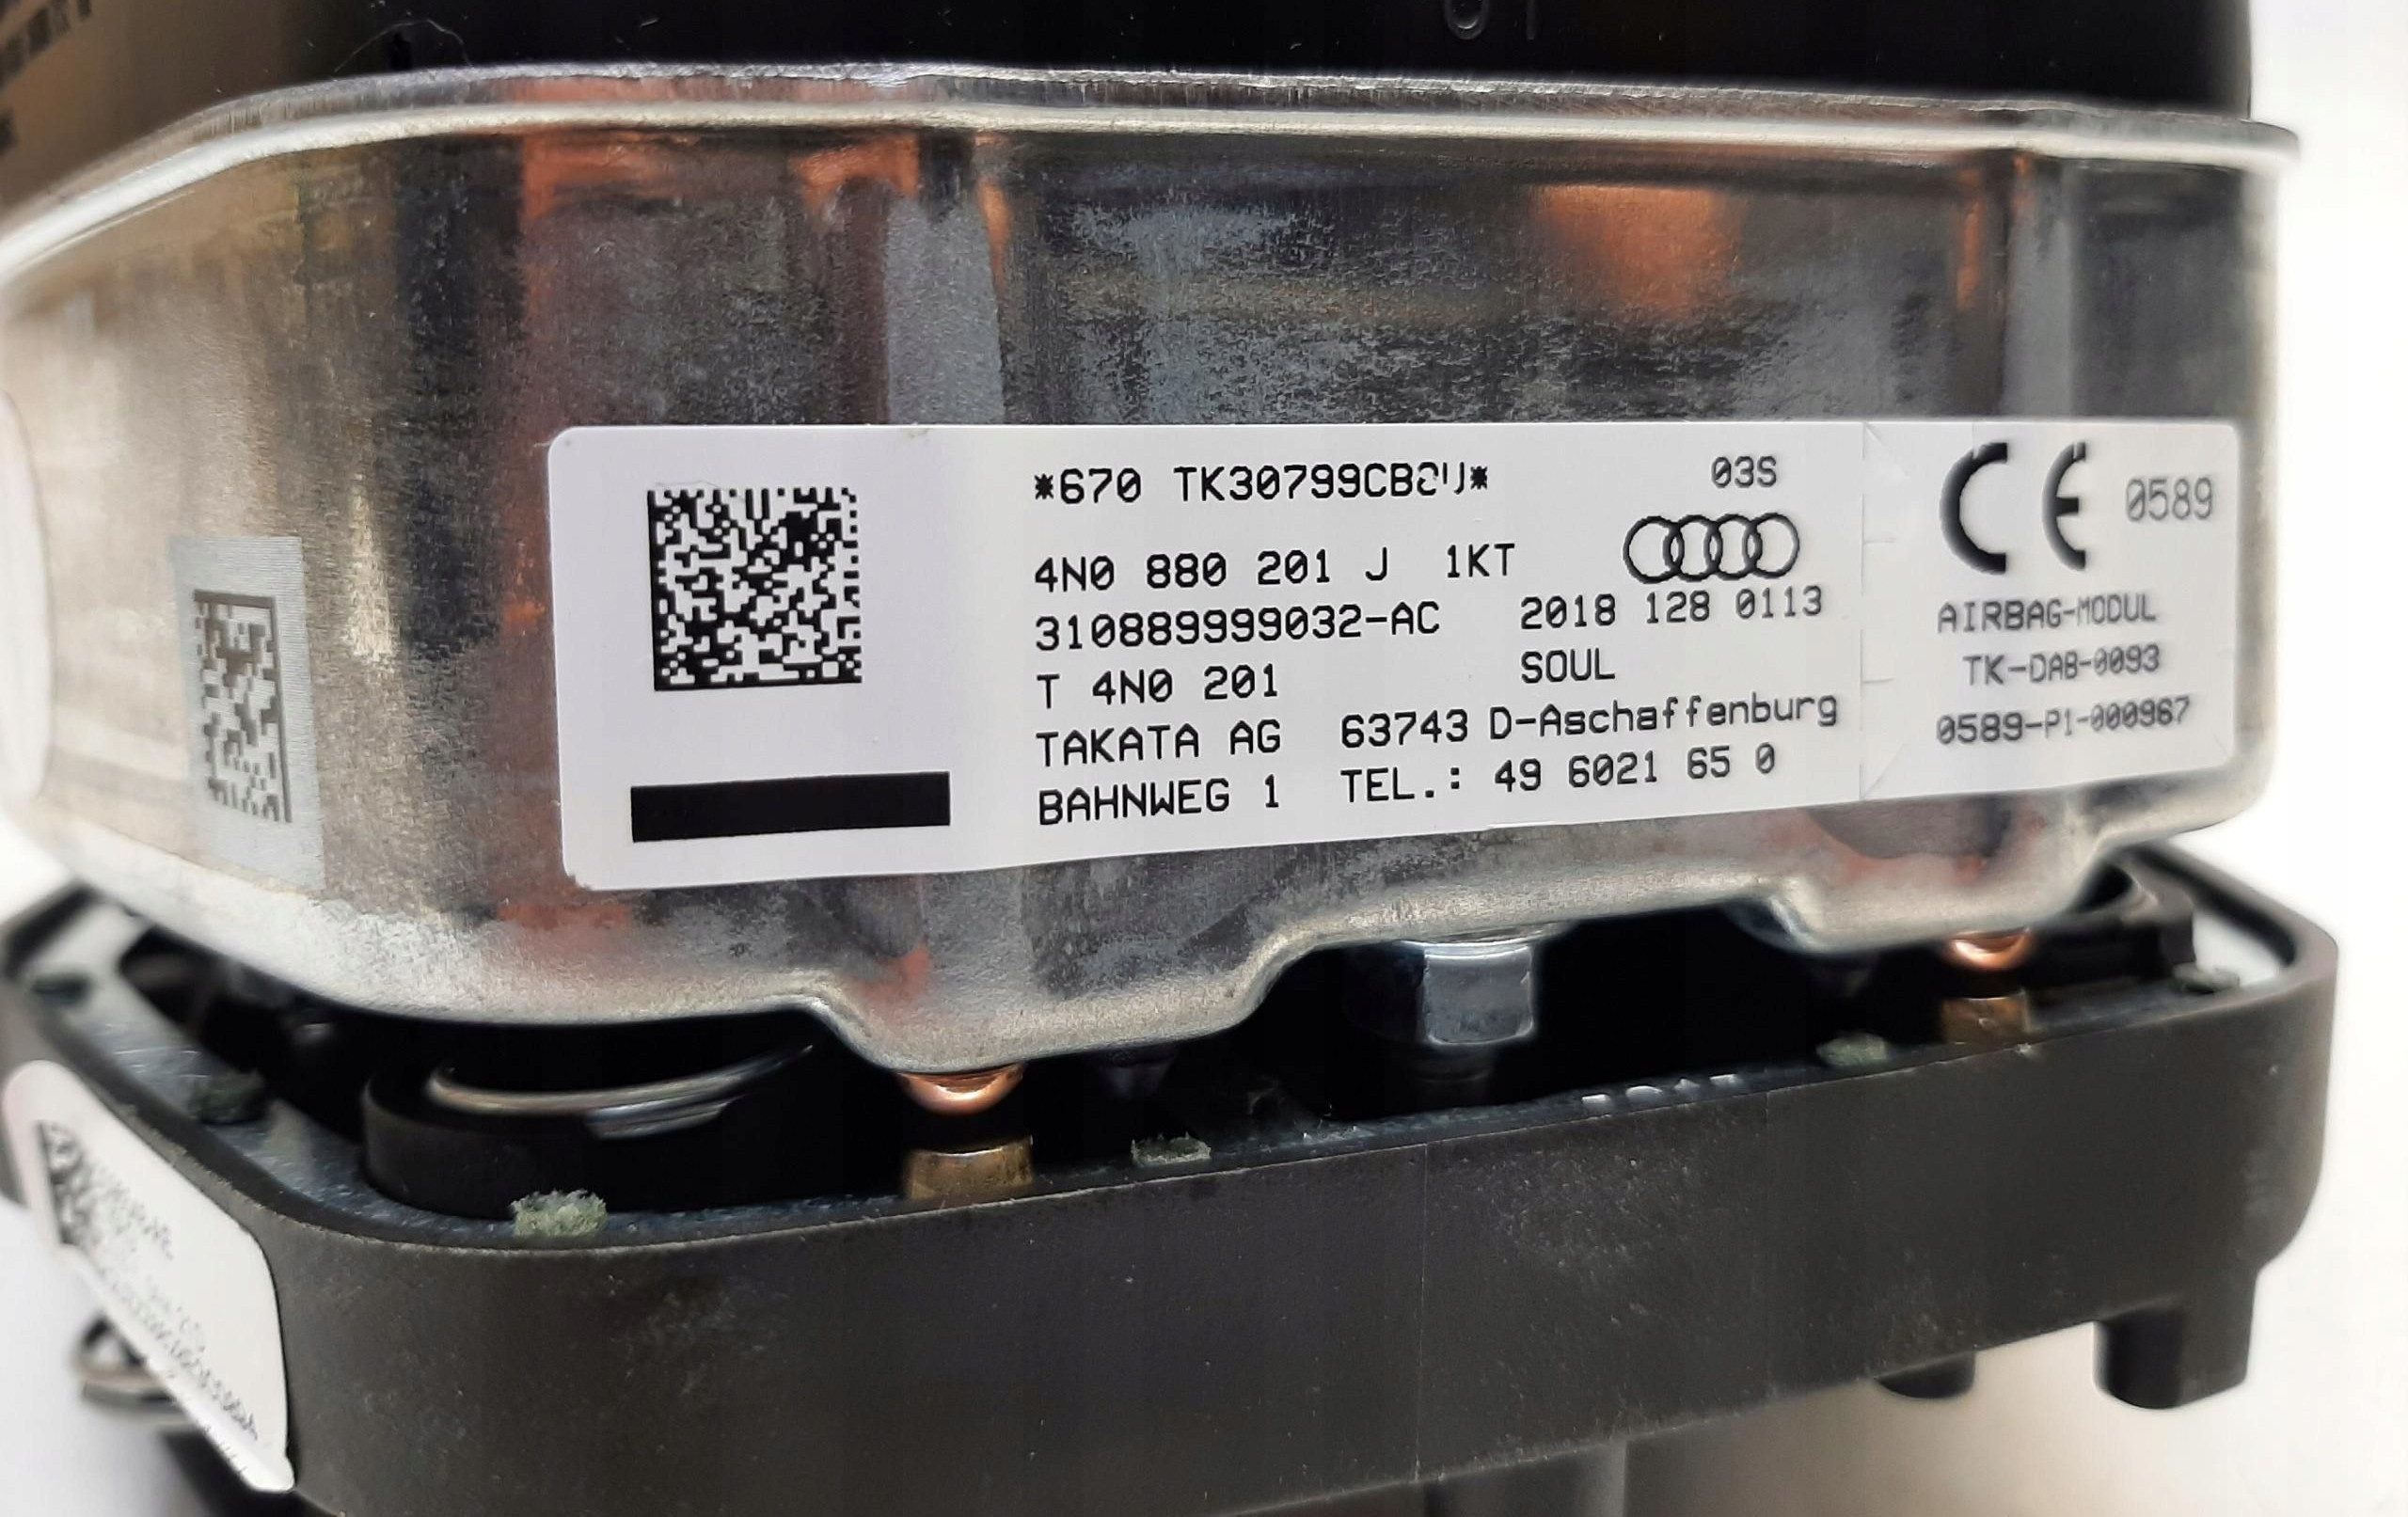 *670
03S
4N0 880 201 J 1KT
310889999032-AC 2018 128 0113
T 4N0 201 SOUL
TAKATA AG 63743 D-Aschaffenburg
BAHNWEG 1 TEL.: 49 6021 65 0
CE 0589
AIRBAG-MODUL
TK-DAB-0093
0589-P1-000967